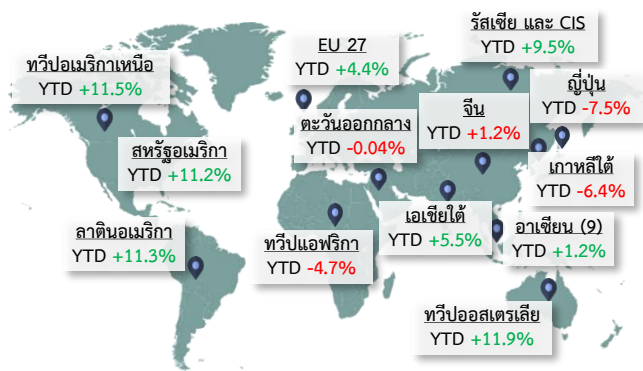 EU 27
YTD +4.4%
รัสเซีย และ CIS
YTD +9.5%
ทวีปอเมริกาเหนือ
YTD +11.5%
ญี่ปุ่น
YTD -7.5%
จีน
YTD +1.2%
ตะวันออกกลาง
YTD -0.04%
สหรัฐอเมริกา
YTD +11.2%
เกาหลีใต้
YTD -6.4%
ลาตินอเมริกา
YTD +11.3%
ทวีปแอฟริกา
YTD -4.7%
เอเชียใต้
YTD +5.5%
อาเซียน (9)
YTD +1.2%
ทวีปออสเตรเลีย
YTD +11.9%